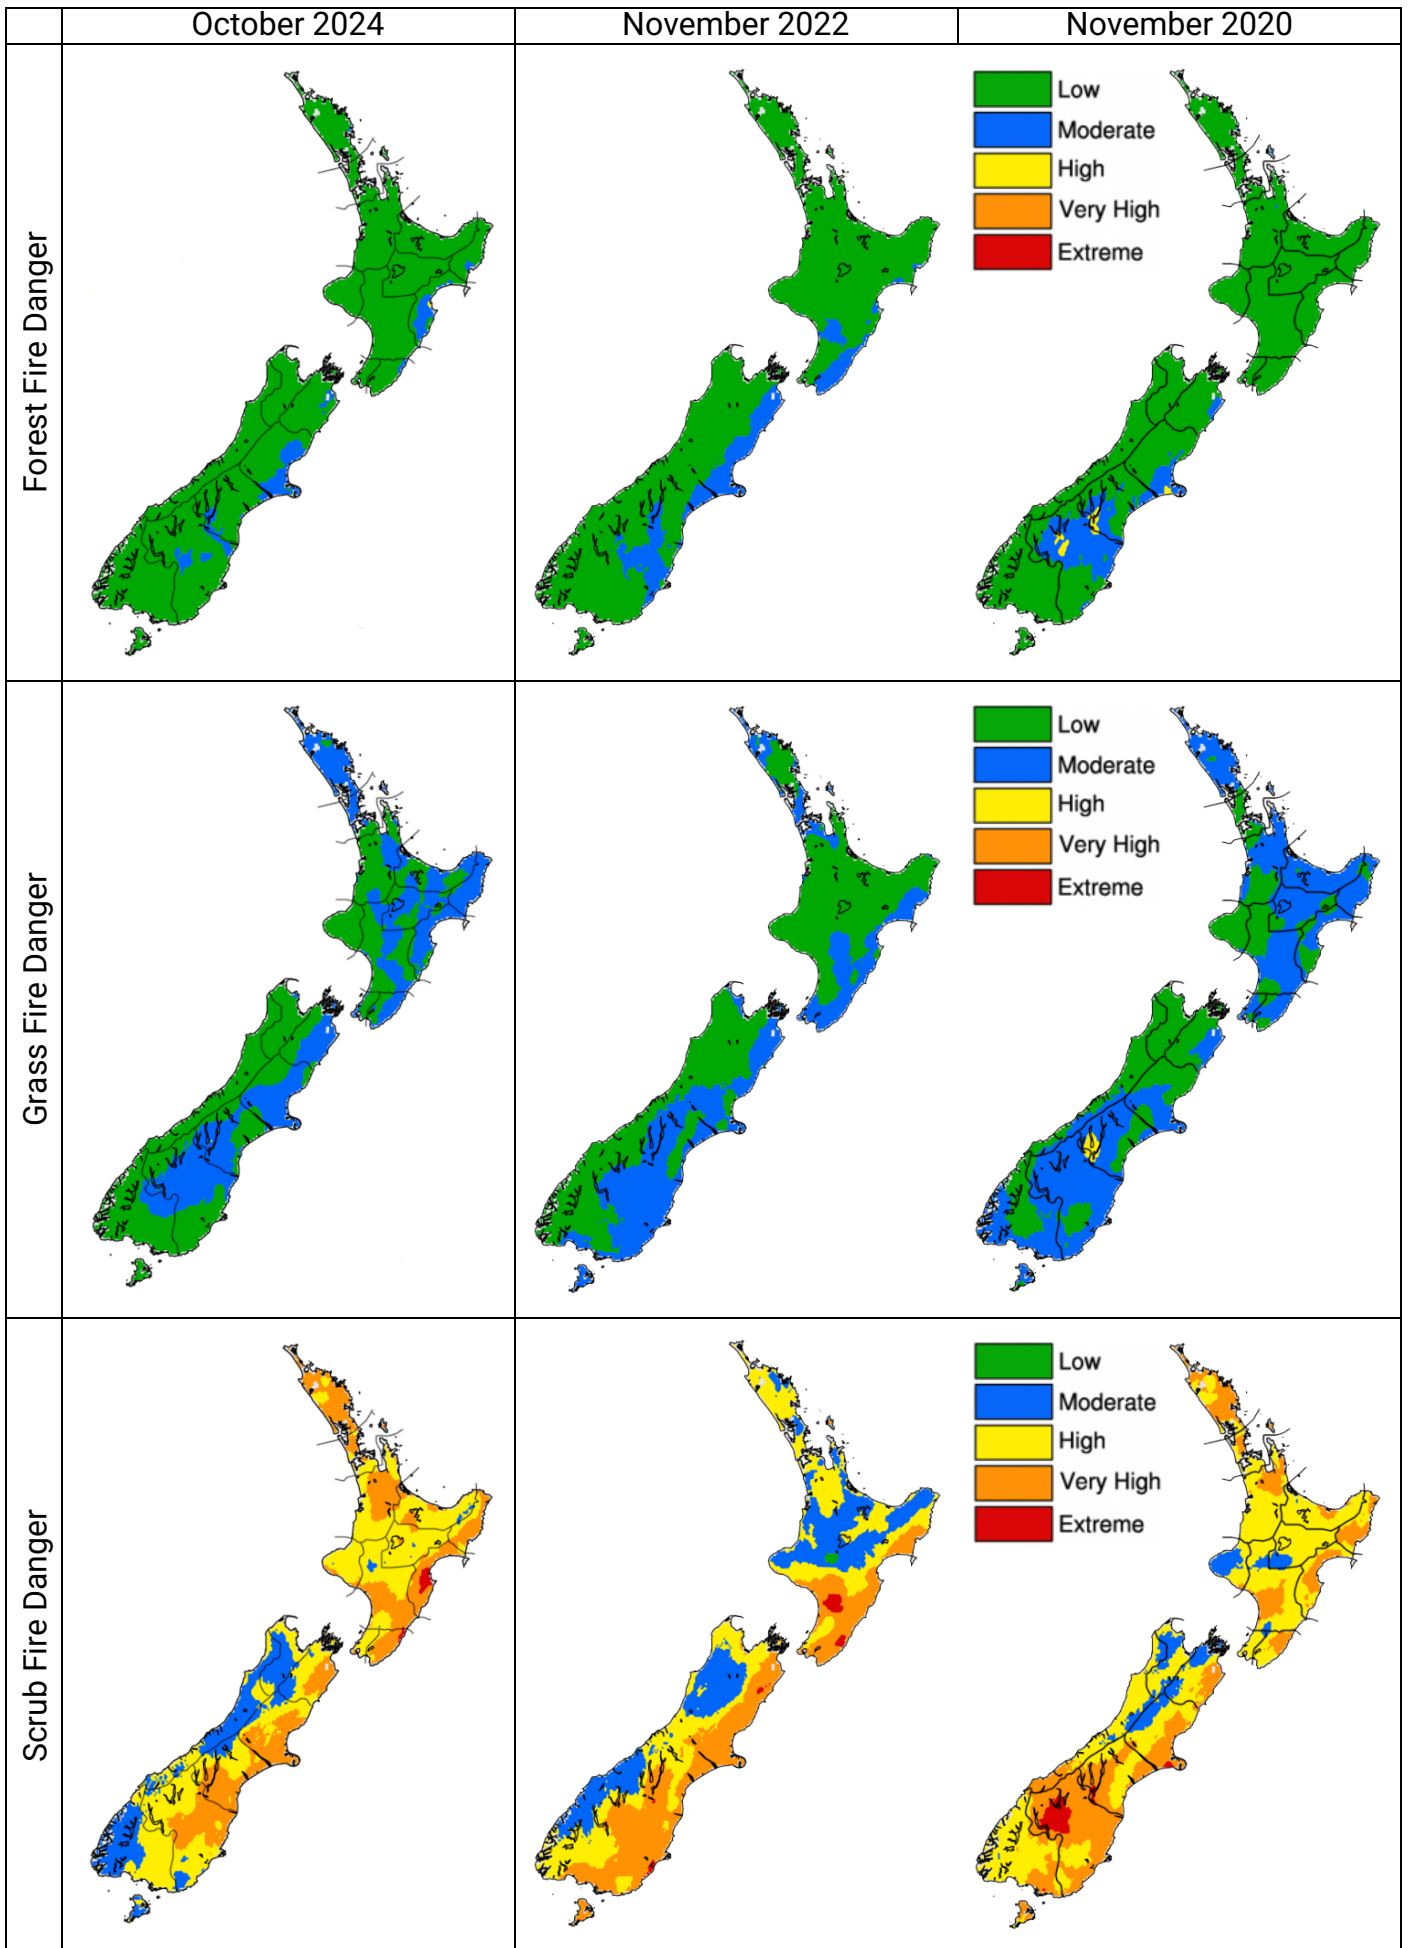 October 2024
November 2022
November 2020
Forest Fire Danger
Low
Moderate
High
Very High
Extreme
Grass Fire Danger
Low
Moderate
High
Very High
Extreme
Scrub Fire Danger
Low
Moderate
High
Very High
Extreme